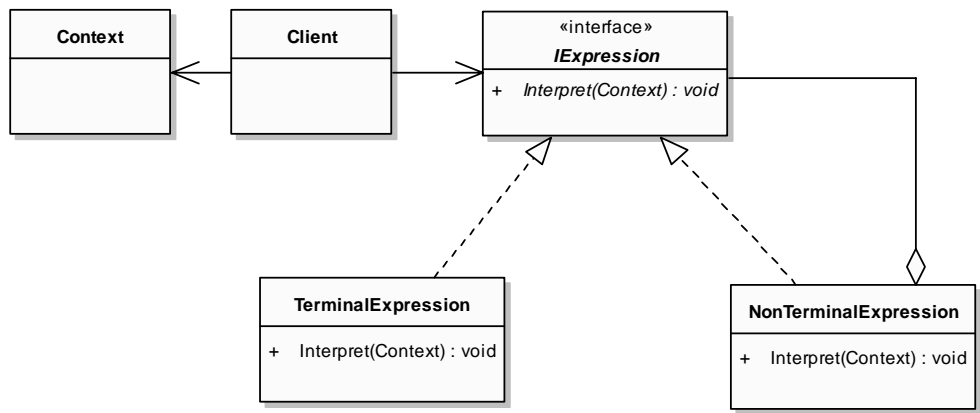 Context
Client
«interface»
IExpression
+ Interpret(Context) : void
TerminalExpression
+ Interpret(Context) : void
NonTerminalExpression
+ Interpret(Context) : void